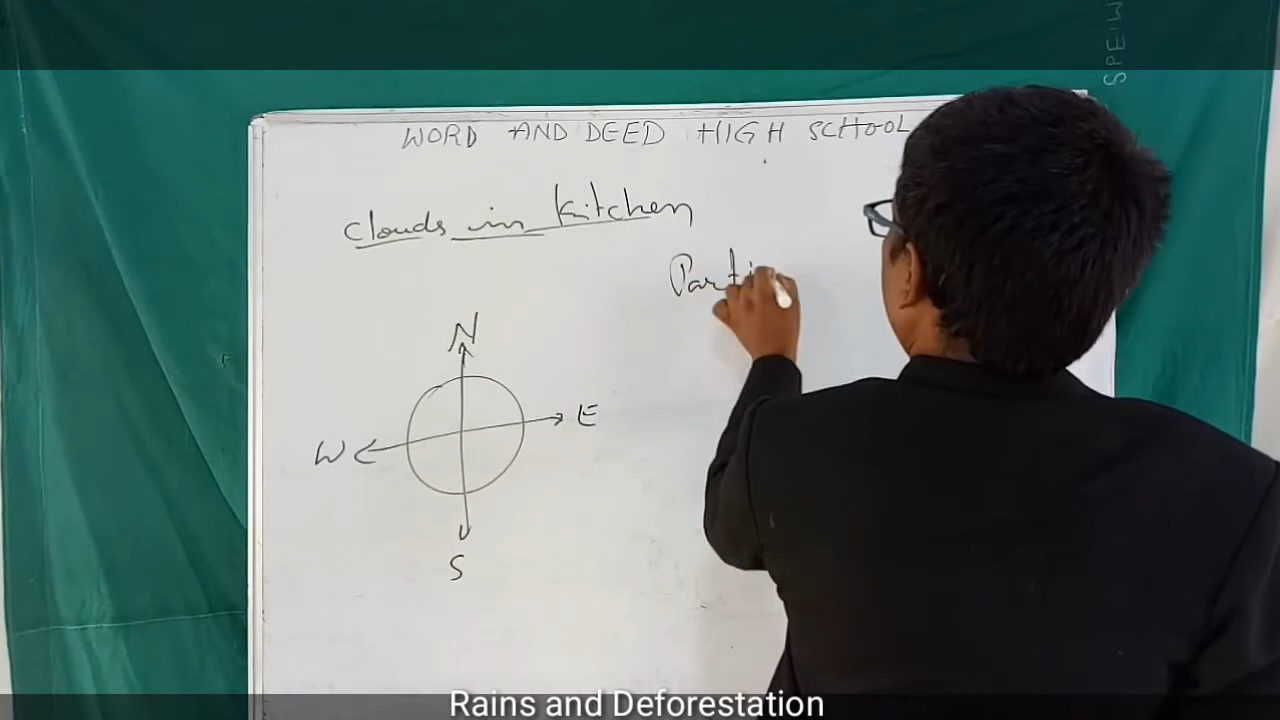 WORD AND DEED HIGH SCHOOL
Clouds in Kitchen
Parti
N
W E
S
Rains and Deforestation